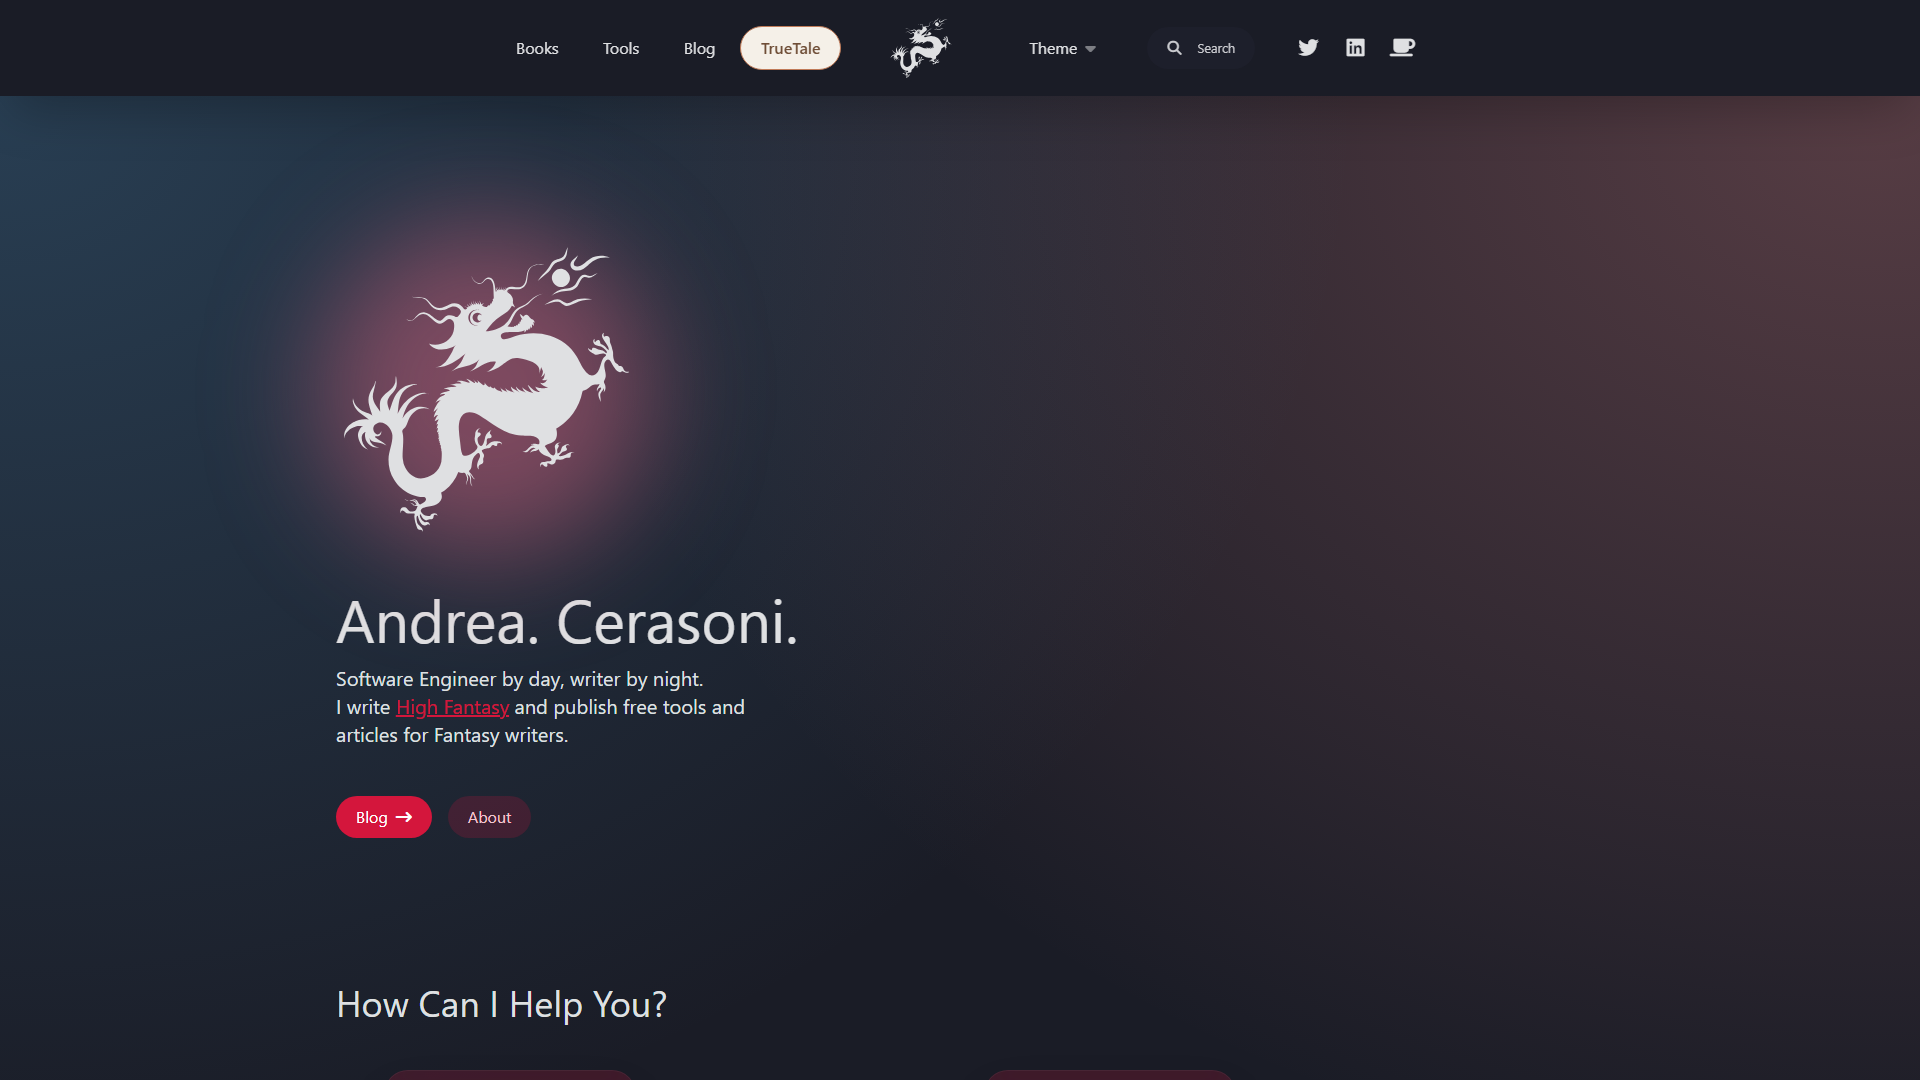 Books
Tools
Blog
TrueTale
Theme
Search
Andrea. Cerasoni.
Software Engineer by day, writer by night.
I write High Fantasy and publish free tools and
articles for Fantasy writers.
Blog
About
How Can I Help You?